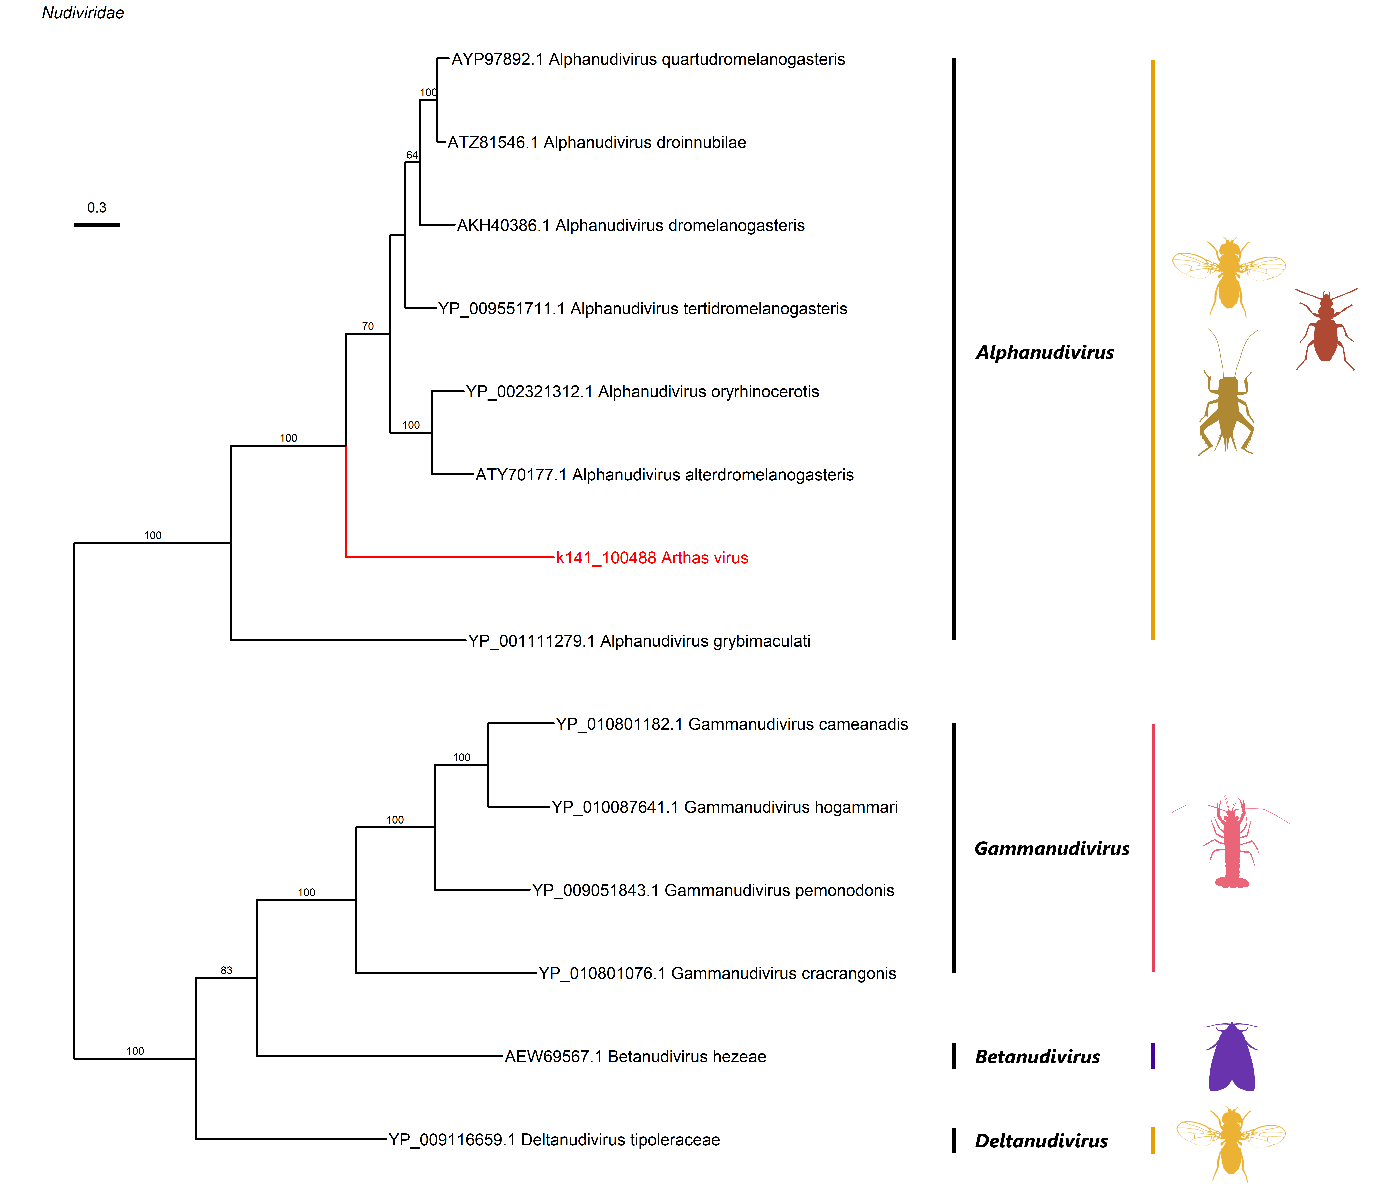 Nudiviridae
AYP97892.1 Alphanudivirus quartudromelanogasteris
100
ATZ81546.1 Alphanudivirus droinnubilae
64
0.3
AKH40386.1 Alphanudivirus dromelanogasteris
YP_009551711.1 Alphanudivirus tertidromelanogasteris
70
Alphanudivirus
YP_002321312.1 Alphanudivirus oryrhinocerotis
100
100
ATY70177.1 Alphanudivirus alterdromelanogasteris
100
k141_100488 Arthas virus
YP_001111279.1 Alphanudivirus grybimaculati
YP_010801182.1 Gammanudivirus cameanadis
100
YP_010087641.1 Gammanudivirus hogammari
100
Gammanudivirus
YP_009051843.1 Gammanudivirus pemonodonis
100
YP_010801076.1 Gammanudivirus cracrangonis
83
AEW69567.1 Betanudivirus hezeae
Betanudivirus
100
YP_009116659.1 Deltanudivirus tipoleraceae
Deltanudivirus